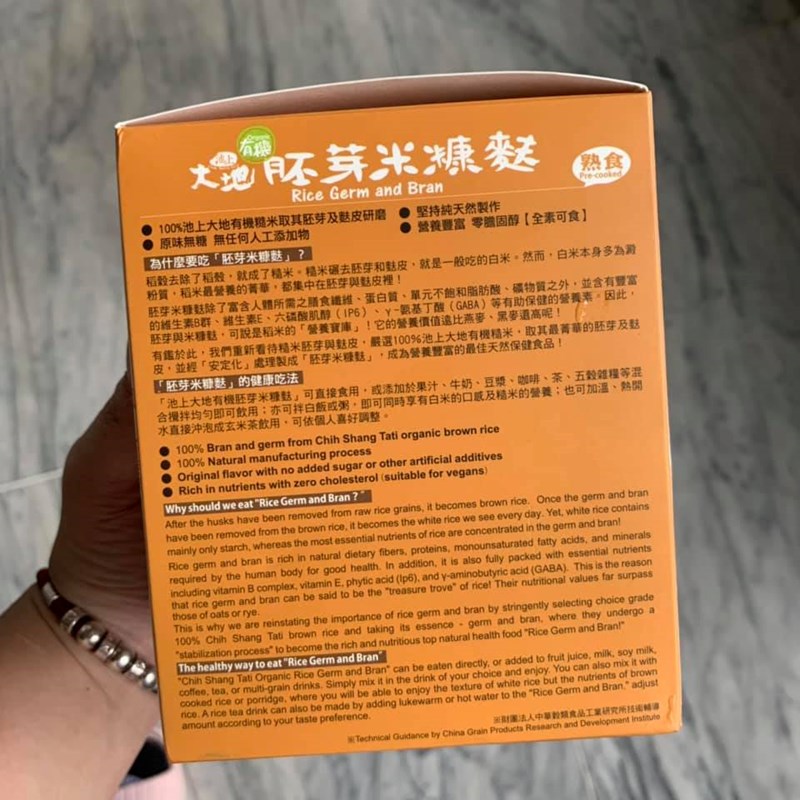 池上
有機
大地 胚芽米糠麩
熟食
Rice Germ and Bran
Pre-cooked
● 100%池上大地有機糙米取其胚芽及麩皮研磨
● 堅持純天然製作
● 原味無糖 無任何人工添加物
● 營養豐富 零膽固醇【全素可食】
為什麼要吃「胚芽米糠麩」?
稻穀去除了稻殼,就成了糙米。糙米碾去胚芽和麩皮,就是一般吃的白米。然而,白米本身多為澱
粉質,稻米最營養的菁華,都集中在胚芽與麩皮裡!
胚芽米糠麩除了富含人體所需之膳食纖維、蛋白質、單元不飽和脂肪酸、礦物質之外,並含有豐富
的維生素B群、維生素E、六磷酸肌醇(IP6)、γ-氨基丁酸(GABA)等有助保健的營養素。因此,
胚芽與米糠麩,可說是稻米的「營養寶庫」!它的營養價值遠比燕麥、黑麥還高呢!
有鑑於此,我們重新看待糙米胚芽與麩皮,嚴選100%池上大地有機糙米,取其最菁華的胚芽及麩
皮,並經「安定化」處理製成「胚芽米糠麩」,成為營養豐富的最佳天然保健食品!
「胚芽米糠麩」的健康吃法
「池上大地有機胚芽米糠麩」可直接食用,或添加於果汁、牛奶、豆漿、咖啡、茶、五穀雜糧等混
合攪拌均勻即可飲用;亦可拌白飯或粥,即可同時享有白米的口感及糙米的營養;也可加溫、熱開
水直接沖泡成玄米茶飲用,可依個人喜好調整。
● 100% Bran and germ from Chih Shang Tati organic brown rice
● 100% Natural manufacturing process
● Original flavor with no added sugar or other artificial additives
● Rich in nutrients with zero cholesterol (suitable for vegans)
Why should we eat "Rice Germ and Bran ? "
After the husks have been removed from raw rice grains, it becomes brown rice. Once the germ and bran
have been removed from the brown rice, it becomes the white rice we see every day. Yet, white rice contains
mainly only starch, whereas the most essential nutrients of rice are concentrated in the germ and bran!
Rice germ and bran is rich in natural dietary fibers, proteins, monounsaturated fatty acids, and minerals
required by the human body for good health. In addition, it is also fully packed with essential nutrients
including vitamin B complex, vitamin E, phytic acid (Ip6), and γ-aminobutyric acid (GABA). This is the reason
that rice germ and bran can be said to be the "treasure trove" of rice! Their nutritional values far surpass
those of oats or rye.
This is why we are reinstating the importance of rice germ and bran by stringently selecting choice grade
100% Chih Shang Tati brown rice and taking its essence - germ and bran, where they undergo a
"stabilization process" to become the rich and nutritious top natural health food "Rice Germ and Bran!"
The healthy way to eat "Rice Germ and Bran"
"Chih Shang Tati Organic Rice Germ and Bran" can be eaten directly, or added to fruit juice, milk, soy milk,
coffee, tea, or multi-grain drinks. Simply mix it in the drink of your choice and enjoy. You can also mix it with
cooked rice or porridge, where you will be able to enjoy the texture of white rice but the nutrients of brown
rice. A rice tea drink can also be made by adding lukewarm or hot water to the "Rice Germ and Bran." adjust
amount according to your taste preference.
※財團法人中華穀類食品工業研究所技術輔導
※Technical Guidance by China Grain Products Research and Development Institute